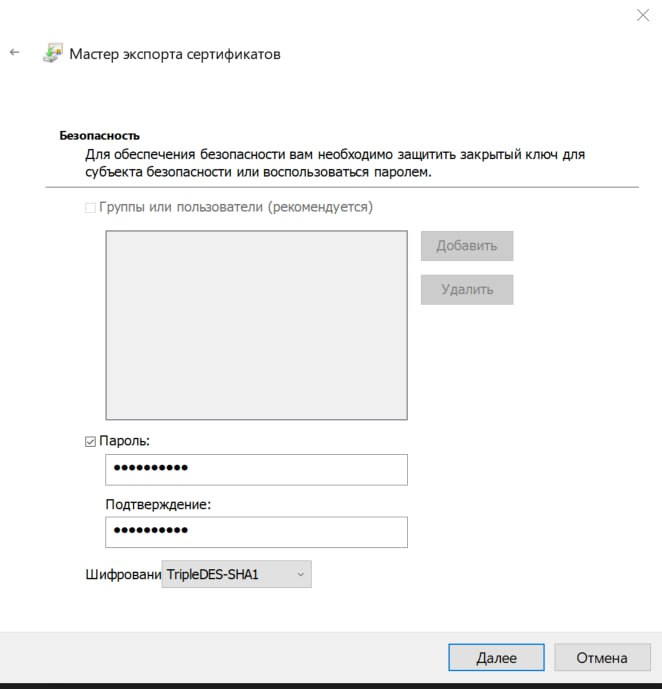 Мастер экспорта сертификатов
Безопасность
Для обеспечения безопасности вам необходимо защитить закрытый ключ для
субъекта безопасности или воспользоваться паролем.
Группы или пользователи (рекомендуется)
Добавить
Удалить
Пароль:
••••••••••
Подтверждение:
••••••••••
Шифровани TripleDES-SHA1
Далее Отмена